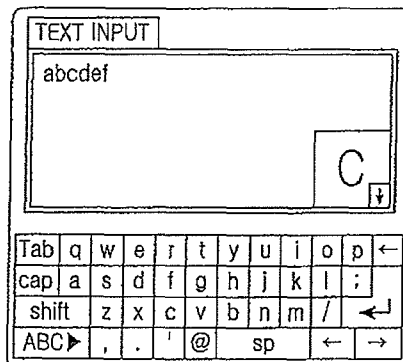 TEXT INPUT
abcdef
C
↓
Tab q w e r t y u i o p ←
cap a s d f g h j k l ;
shift z x c v b n m / ↵
ABC▶ , . ' @ sp ← →